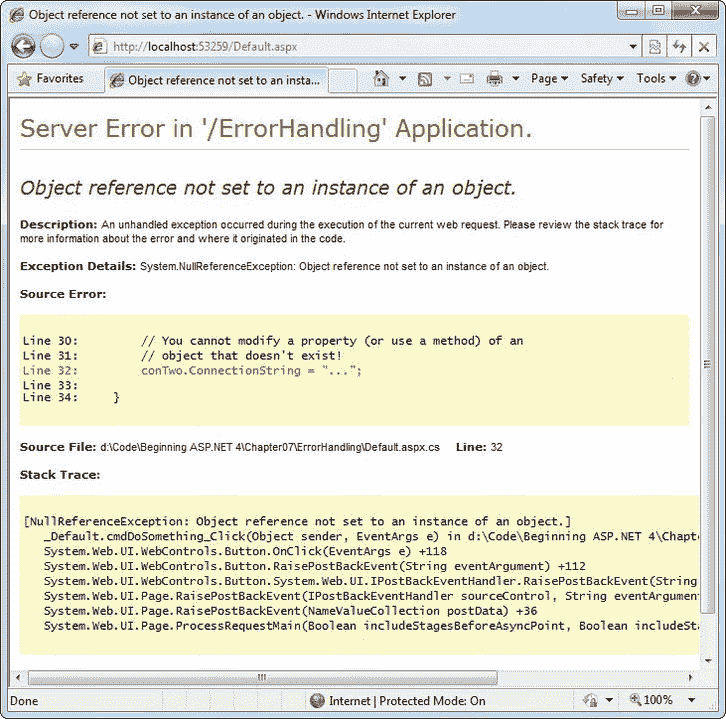 Object reference not set to an instance of an object. - Windows Internet Explorer
http://localhost:53259/Default.aspx
Favorites
Object reference not set to an insta...
Page
Safety
Tools
Server Error in '/ErrorHandling' Application.
Object reference not set to an instance of an object.
Description: An unhandled exception occurred during the execution of the current web request. Please review the stack trace for
more information about the error and where it originated in the code.
Exception Details: System.NullReferenceException: Object reference not set to an instance of an object.
Source Error:
Line 30:         // You cannot modify a property (or use a method) of an
Line 31:         // object that doesn't exist!
Line 32:         conTwo.ConnectionString = "...";
Line 33:
Line 34:     }
Source File: d:\Code\Beginning ASP.NET 4\Chapter07\ErrorHandling\Default.aspx.cs    Line: 32
Stack Trace:
[NullReferenceException: Object reference not set to an instance of an object.]
   _Default.cmdDoSomething_Click(Object sender, EventArgs e) in d:\Code\Beginning ASP.NET 4\Chapte
   System.Web.UI.WebControls.Button.OnClick(EventArgs e) +118
   System.Web.UI.WebControls.Button.RaisePostBackEvent(String eventArgument) +112
   System.Web.UI.WebControls.Button.System.Web.UI.IPostBackEventHandler.RaisePostBackEvent(String
   System.Web.UI.Page.RaisePostBackEvent(IPostBackEventHandler sourceControl, String eventArgumen
   System.Web.UI.Page.RaisePostBackEvent(NameValueCollection postData) +36
   System.Web.UI.Page.ProcessRequestMain(Boolean includeStagesBeforeAsyncPoint, Boolean includeSta
Done
Internet | Protected Mode: On
100%